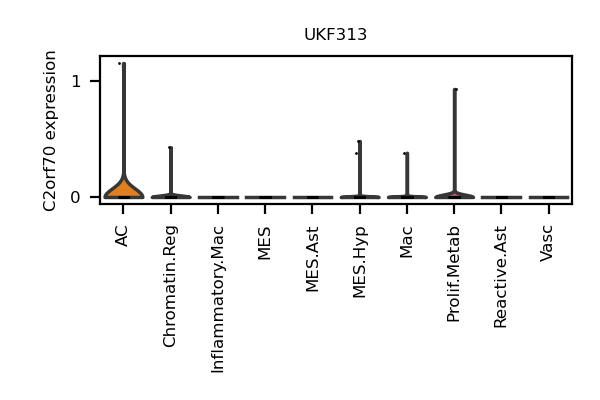 UKF313
C2orf70 expression
1
0
AC
Chromatin.Reg
Inflammatory.Mac
MES
MES.Ast
MES.Hyp
Mac
Prolif.Metab
Reactive.Ast
Vasc